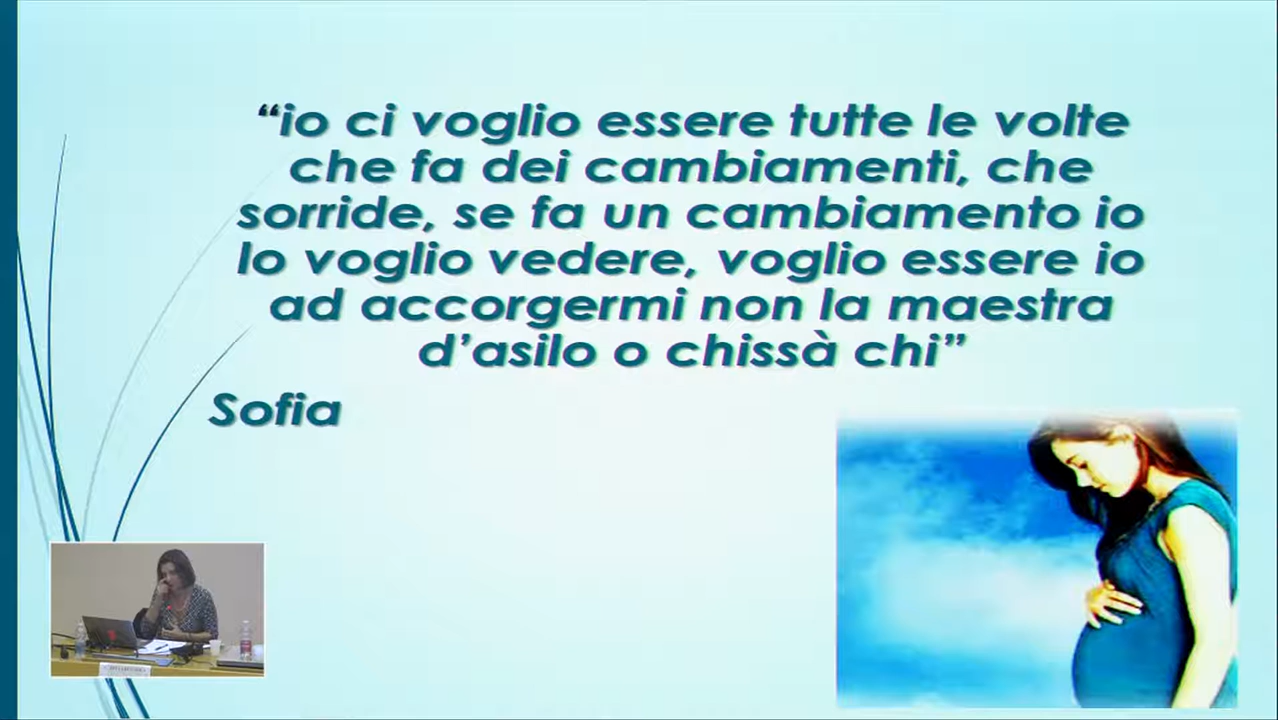 “io ci voglio essere tutte le volte
che fa dei cambiamenti, che
sorride, se fa un cambiamento io
lo voglio vedere, voglio essere io
ad accorgermi non la maestra
d’asilo o chissà chi”
Sofia